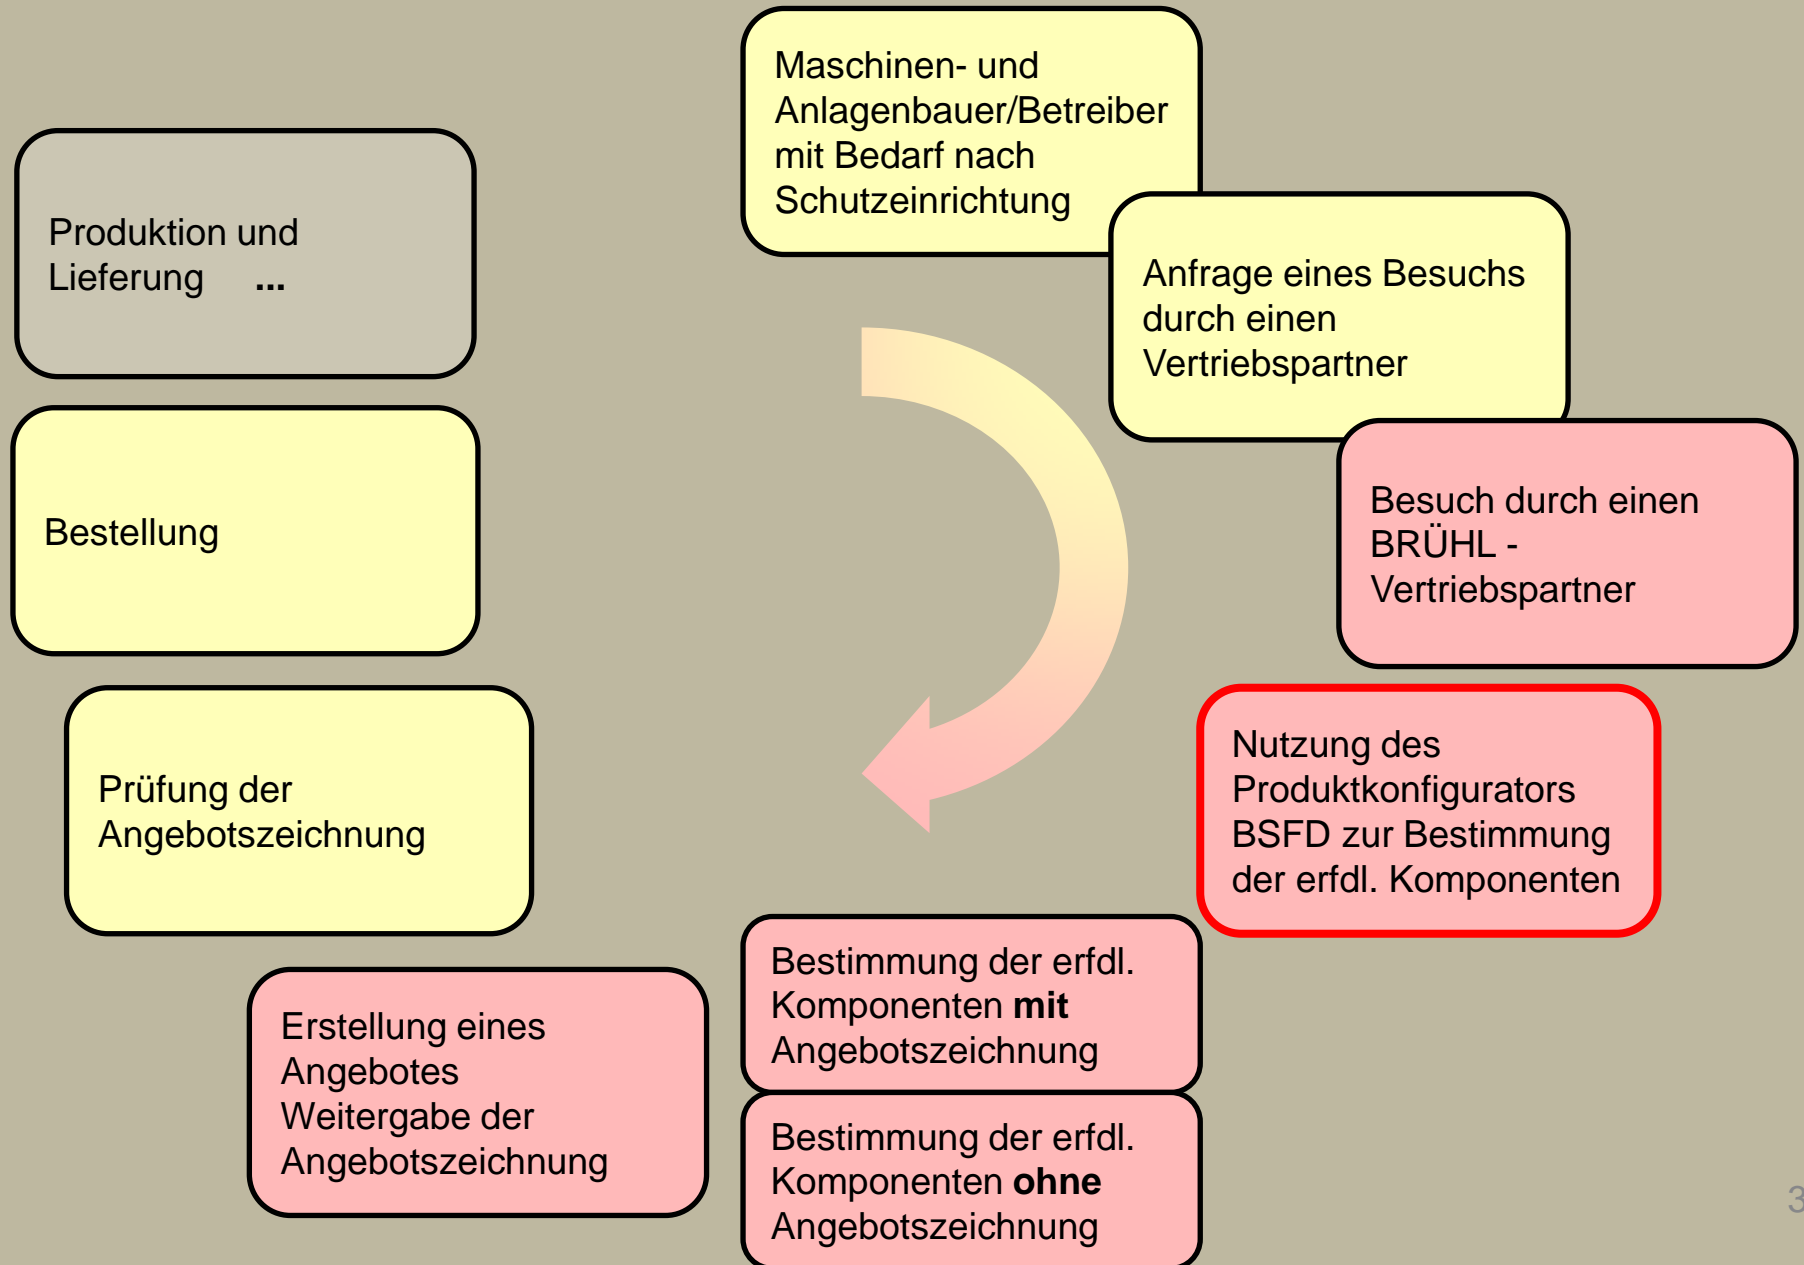 Maschinen- und
Anlagenbauer/Betreiber
mit Bedarf nach
Schutzeinrichtung
Anfrage eines Besuchs
durch einen
Vertriebspartner
Besuch durch einen
BRÜHL -
Vertriebspartner
Nutzung des
Produktkonfigurators
BSFD zur Bestimmung
der erfdl. Komponenten
Bestimmung der erfdl.
Komponenten mit
Angebotszeichnung
Bestimmung der erfdl.
Komponenten ohne
Angebotszeichnung
Erstellung eines
Angebotes
Weitergabe der
Angebotszeichnung
Prüfung der
Angebotszeichnung
Bestellung
Produktion und
Lieferung ...
3